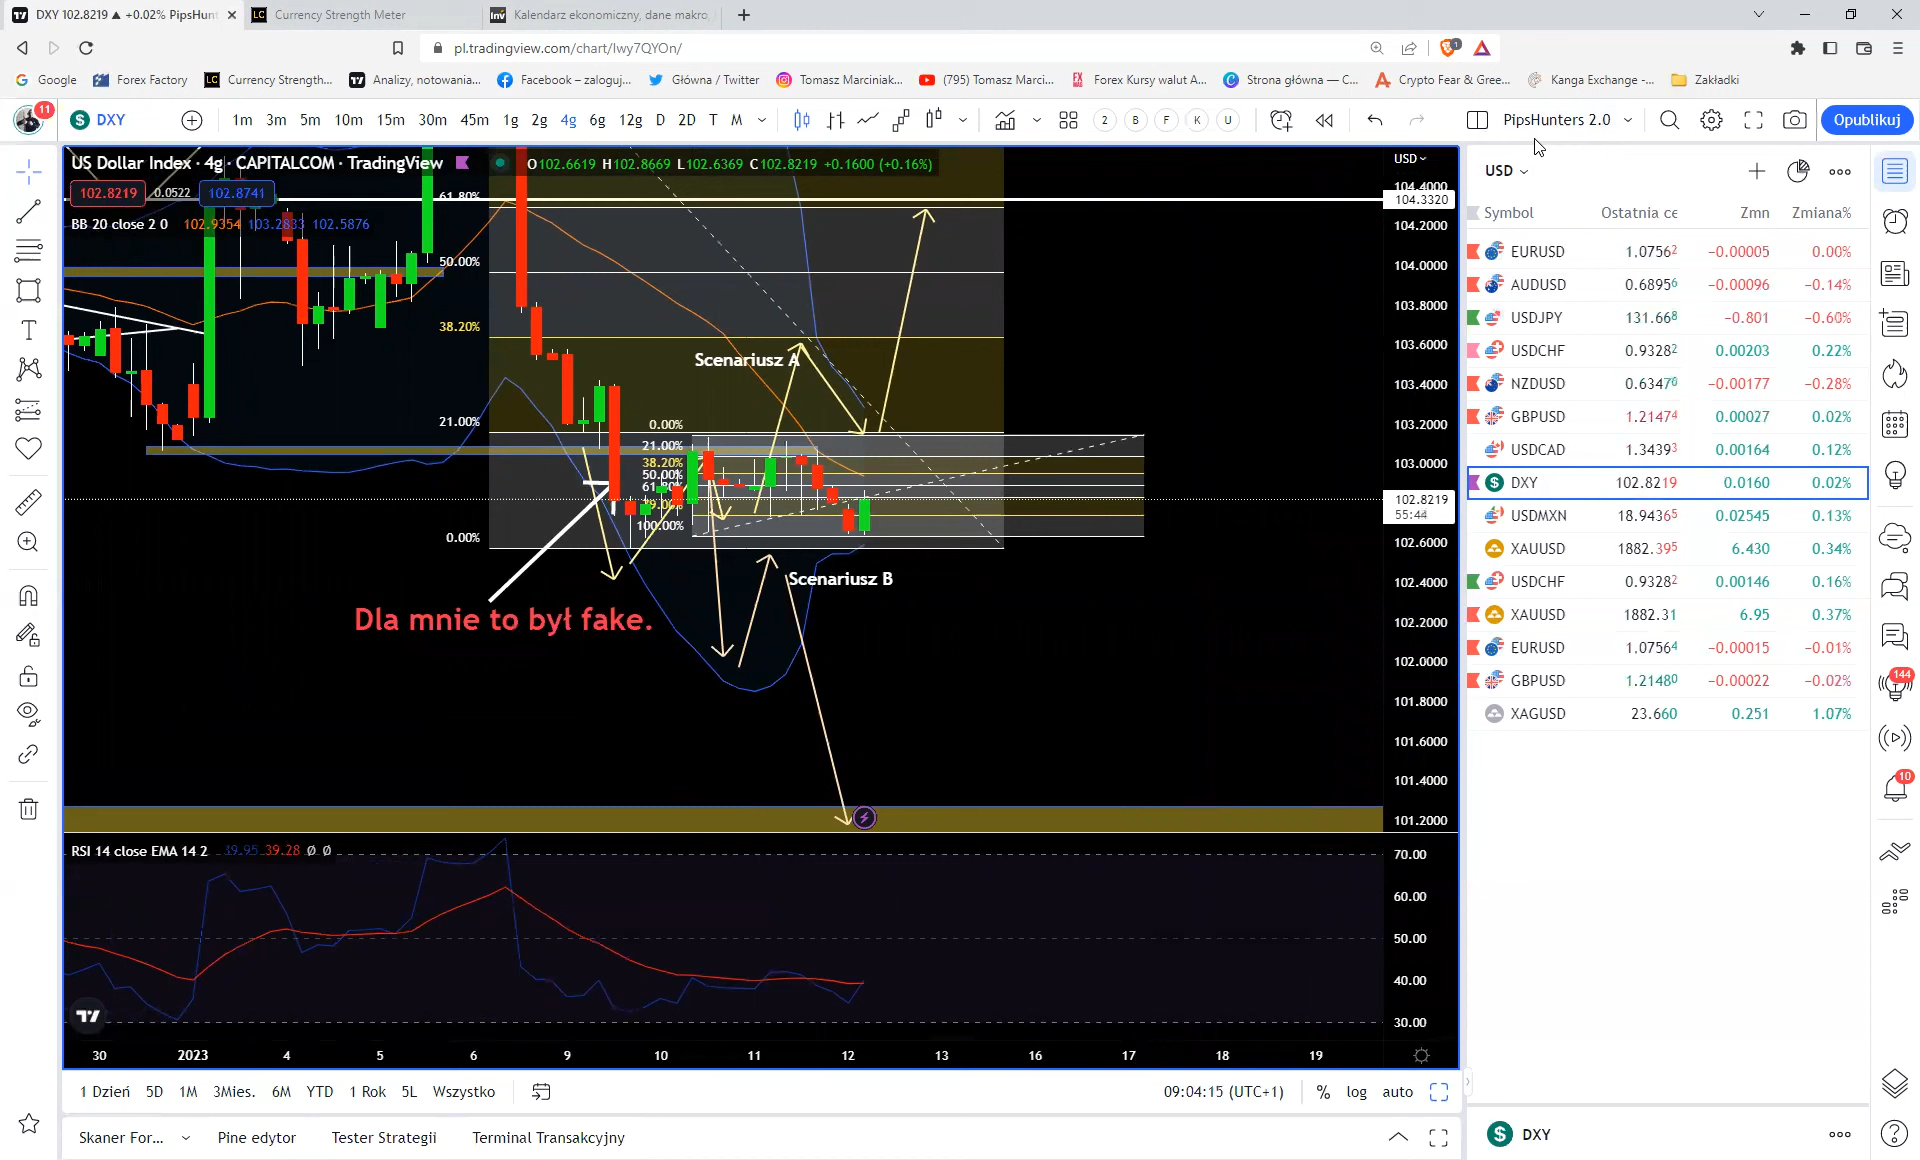 DXY 102.8219 ▲ +0.02% PipsHunt
Currency Strength Meter
Kalendarz ekonomiczny, dane makro,
pl.tradingview.com/chart/Iwy7QYOn/
Google
Forex Factory
Currency Strength...
Analizy, notowania...
Facebook – zaloguj...
Główna / Twitter
Tomasz Marciniak...
(795) Tomasz Marci...
Forex Kursy walut A...
Strona główna — C...
Crypto Fear & Gree...
Kanga Exchange -...
Zakładki
11
DXY
1m 3m 5m 10m 15m 30m 45m 1g 2g 4g 6g 12g D 2D T M
2 B F K U
PipsHunters 2.0
Opublikuj
US Dollar Index · 4g · CAPITALCOM · TradingView
O102.6619 H102.8669 L102.6369 C102.8219 +0.1600 (+0.16%)
102.8219 0.0522 102.8741
BB 20 close 2 0 102.9354 103.2833 102.5876
61.80%
50.00%
38.20%
21.00%
0.00%
0.00%
21.00%
38.20%
50.00%
100.00%
Scenariusz A
Scenariusz B
Dla mnie to był fake.
USD
104.4000
104.3320
104.2000
104.0000
103.8000
103.6000
103.4000
103.2000
103.0000
102.8219
55:44
102.6000
102.4000
102.2000
102.0000
101.8000
101.6000
101.4000
101.2000
RSI 14 close EMA 14 2 39.95 39.28 Ø Ø
70.00
60.00
50.00
40.00
30.00
30 2023 4 5 6 9 10 11 12 13 16 17 18 19
1 Dzień 5D 1M 3Mies. 6M YTD 1 Rok 5L Wszystko
09:04:15 (UTC+1) % log auto
Skaner For...
Pine edytor
Tester Strategii
Terminal Transakcyjny
USD
Symbol Ostatnia ce Zmn Zmiana%
EURUSD 1.07562 −0.00005 0.00%
AUDUSD 0.68956 −0.00096 −0.14%
USDJPY 131.668 −0.801 −0.60%
USDCHF 0.93282 0.00203 0.22%
NZDUSD 0.63476 −0.00177 −0.28%
GBPUSD 1.21474 0.00027 0.02%
USDCAD 1.34393 0.00164 0.12%
DXY 102.8219 0.0160 0.02%
USDMXN 18.94365 0.02545 0.13%
XAUUSD 1882.395 6.430 0.34%
USDCHF 0.93282 0.00146 0.16%
XAUUSD 1882.31 6.95 0.37%
EURUSD 1.07564 −0.00015 −0.01%
GBPUSD 1.21480 −0.00022 −0.02%
XAGUSD 23.660 0.251 1.07%
144
10
DXY